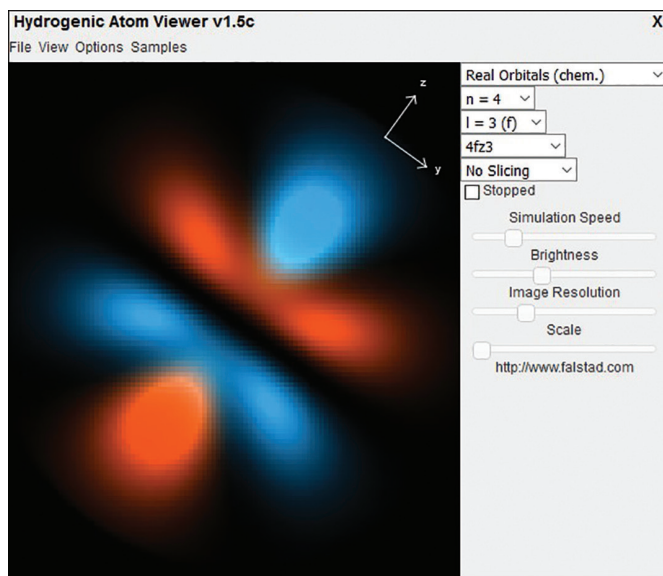 Hydrogenic Atom Viewer v1.5c X
File View Options Samples
z
y
Real Orbitals (chem.)
n = 4
l = 3 (f)
4fz3
No Slicing
Stopped
Simulation Speed
Brightness
Image Resolution
Scale
http://www.falstad.com